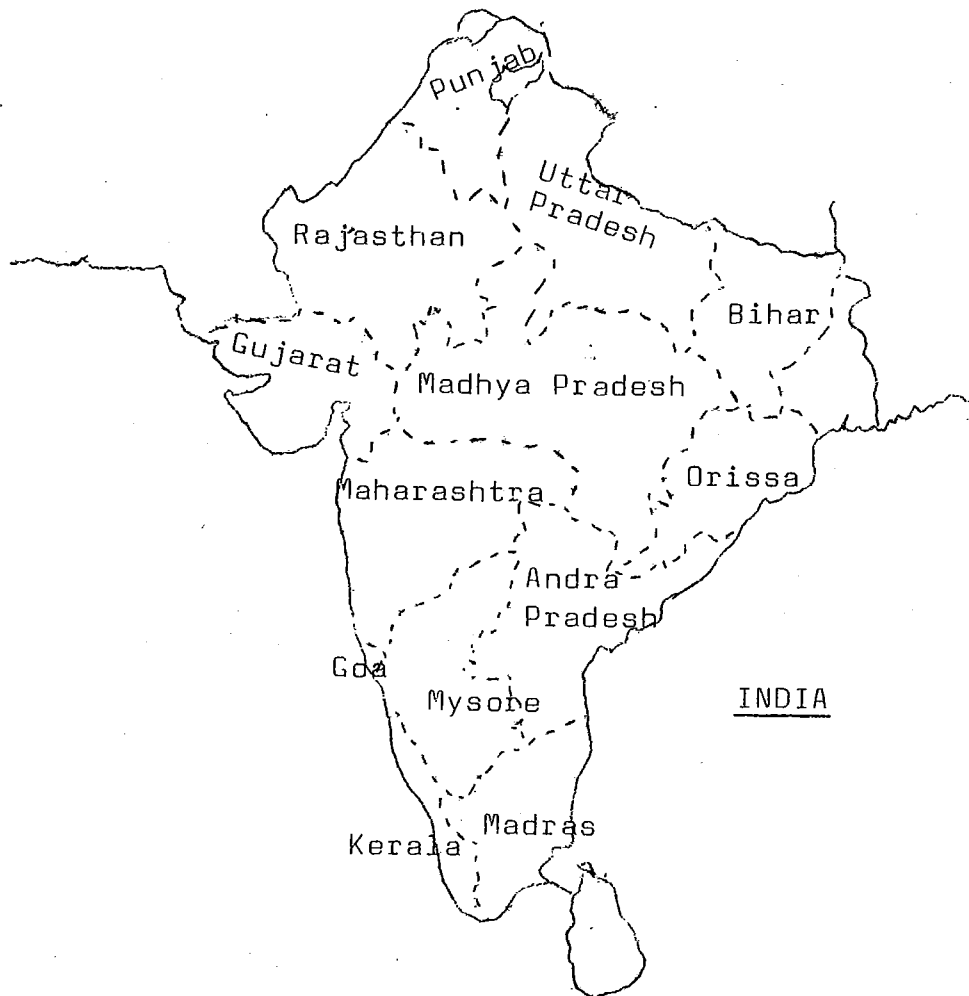 Punjab
Uttar
Pradesh
Rajasthan
Bihar
Gujarat
Madhya Pradesh
Orissa
Maharashtra
Andra
Pradesh
Goa
Mysore
INDIA
Madras
Kerala